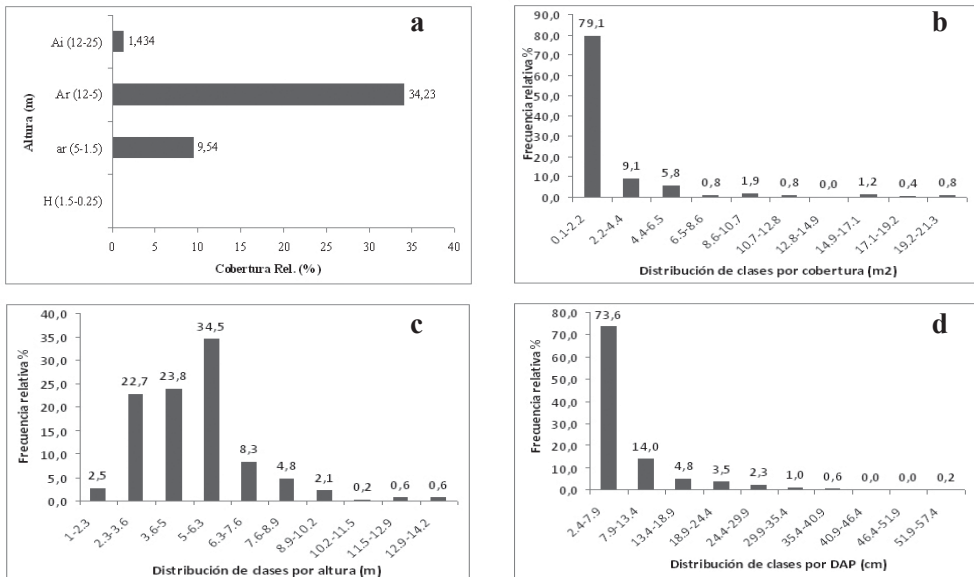 a
Altura (m)
Ai (12-25)
1,434
Ar (12-5)
34,23
ar (5-1.5)
9,54
H (1.5-0.25)
0 5 10 15 20 25 30 35 40
Cobertura Rel. (%)
b
Frecuencia relativa %
90,0
80,0
70,0
60,0
50,0
40,0
30,0
20,0
10,0
0,0
79,1 9,1 5,8 0,8 1,9 0,8 0,0 1,2 0,4 0,8
0.1-2.2 2.2-4.4 4.4-6.5 6.5-8.6 8.6-10.7 10.7-12.8 12.8-14.9 14.9-17.1 17.1-19.2 19.2-21.3
Distribución de clases por cobertura (m2)
c
Frecuencia relativa %
40,0
35,0
30,0
25,0
20,0
15,0
10,0
5,0
0,0
2,5 22,7 23,8 34,5 8,3 4,8 2,1 0,2 0,6 0,6
1-2.3 2.3-3.6 3.6-5 5-6.3 6.3-7.6 7.6-8.9 8.9-10.2 10.2-11.5 11.5-12.9 12.9-14.2
Distribución de clases por altura (m)
d
Frecuencia relativa %
80,0
70,0
60,0
50,0
40,0
30,0
20,0
10,0
0,0
73,6 14,0 4,8 3,5 2,3 1,0 0,6 0,0 0,0 0,2
2.4-7.9 7.9-13.4 13.4-18.9 18.9-24.4 24.4-29.9 29.9-35.4 35.4-40.9 40.9-46.4 46.4-51.9 51.9-57.4
Distribución de clases por DAP (cm)